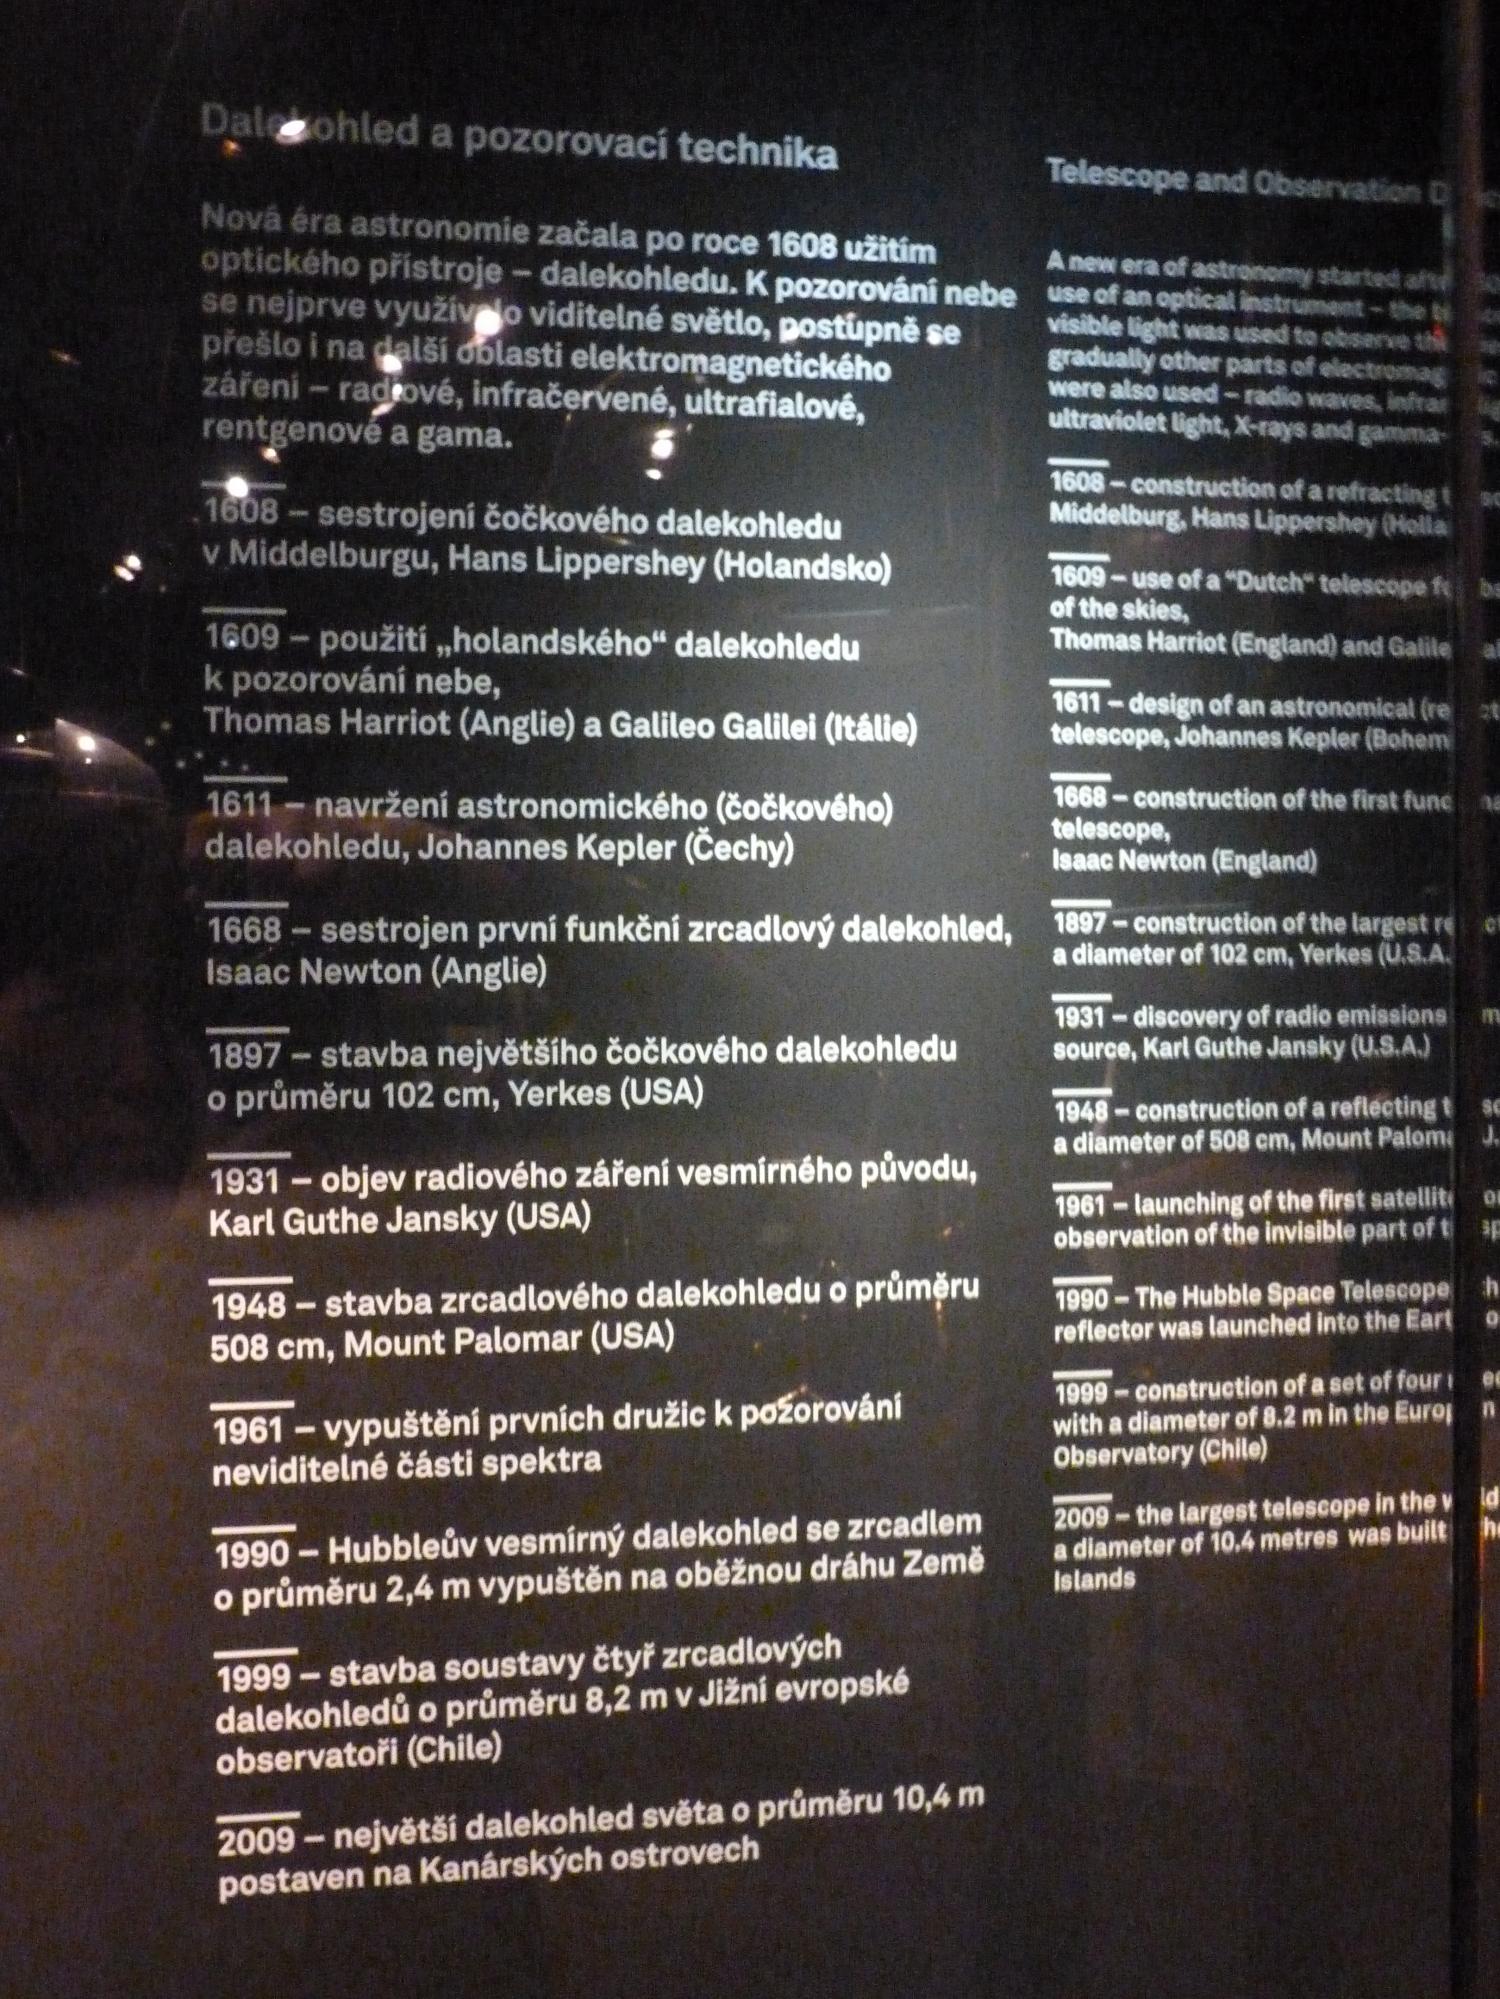 Dalekohled a pozorovací technika
Nová éra astronomie začala po roce 1608 užitím
optického přístroje – dalekohledu. K pozorování nebe
se nejprve využívalo viditelné světlo, postupně se
přešlo i na další oblasti elektromagnetického
záření – radiové, infračervené, ultrafialové,
rentgenové a gama.
1608 – sestrojení čočkového dalekohledu
v Middelburgu, Hans Lippershey (Holandsko)
1609 – použití „holandského“ dalekohledu
k pozorování nebe,
Thomas Harriot (Anglie) a Galileo Galilei (Itálie)
1611 – navržení astronomického (čočkového)
dalekohledu, Johannes Kepler (Čechy)
1668 – sestrojen první funkční zrcadlový dalekohled,
Isaac Newton (Anglie)
1897 – stavba největšího čočkového dalekohledu
o průměru 102 cm, Yerkes (USA)
1931 – objev radiového záření vesmírného původu,
Karl Guthe Jansky (USA)
1948 – stavba zrcadlového dalekohledu o průměru
508 cm, Mount Palomar (USA)
1961 – vypuštění prvních družic k pozorování
neviditelné části spektra
1990 – Hubbleův vesmírný dalekohled se zrcadlem
o průměru 2,4 m vypuštěn na oběžnou dráhu Země
1999 – stavba soustavy čtyř zrcadlových
dalekohledů o průměru 8,2 m v Jižní evropské
observatoři (Chile)
2009 – největší dalekohled světa o průměru 10,4 m
postaven na Kanárských ostrovech
Telescope and Observation
A new era of astronomy started
use of an optical instrument – the
visible light was used to observe
gradually other parts of
were also used – radio waves,
ultraviolet light, X-rays and gamma-
1608 – construction of a refracting
Middelburg, Hans Lippershey
1609 – use of a “Dutch“ telescope
of the skies,
Thomas Harriot (England) and
1611 – design of an astronomical
telescope, Johannes Kepler
1668 – construction of the first
telescope,
Isaac Newton (England)
1897 – construction of the largest
a diameter of 102 cm, Yerkes (U.S.A.
1931 – discovery of radio emissions
source, Karl Guthe Jansky (U.S.A.)
1948 – construction of a reflecting
a diameter of 508 cm, Mount
1961 – launching of the first
observation of the invisible part of
1990 – The Hubble Space Telescope
reflector was launched into the
1999 – construction of a set of four
with a diameter of 8.2 m in the
Observatory (Chile)
2009 – the largest telescope in the
a diameter of 10.4 metres was built
Islands